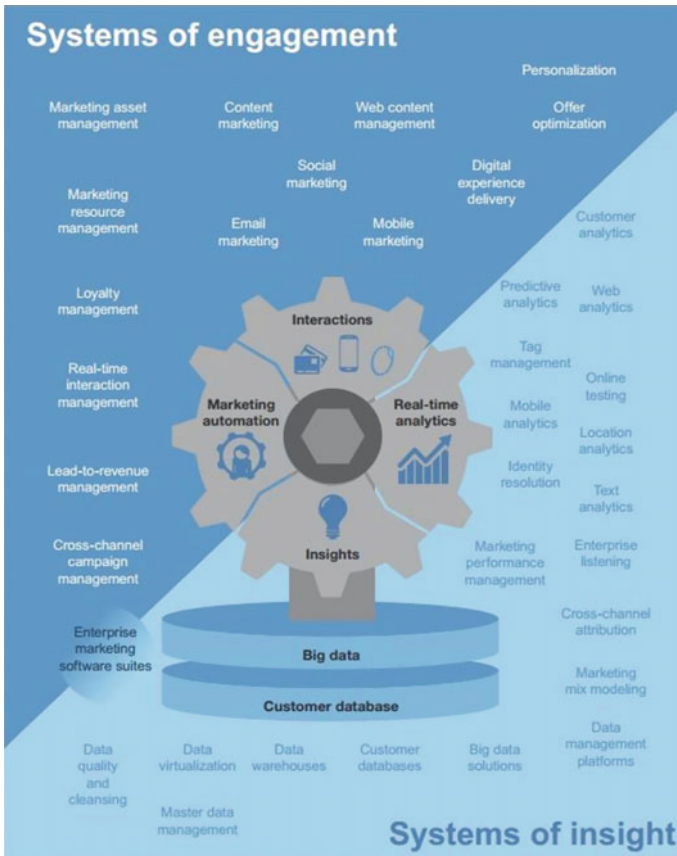 Systems of engagement
Personalization
Marketing asset
management
Content
marketing
Web content
management
Offer
optimization
Social
marketing
Digital
experience
delivery
Marketing
resource
management
Email
marketing
Mobile
marketing
Customer
analytics
Loyalty
management
Predictive
analytics
Web
analytics
Interactions
Tag
management
Real-time
interaction
management
Online
testing
Marketing
automation
Real-time
analytics
Mobile
analytics
Location
analytics
Lead-to-revenue
management
Identity
resolution
Text
analytics
Insights
Cross-channel
campaign
management
Marketing
performance
management
Enterprise
listening
Enterprise
marketing
software suites
Cross-channel
attribution
Big data
Marketing
mix modeling
Customer database
Data
quality
and
cleansing
Data
virtualization
Data
warehouses
Customer
databases
Big data
solutions
Data
management
platforms
Master data
management
Systems of insight